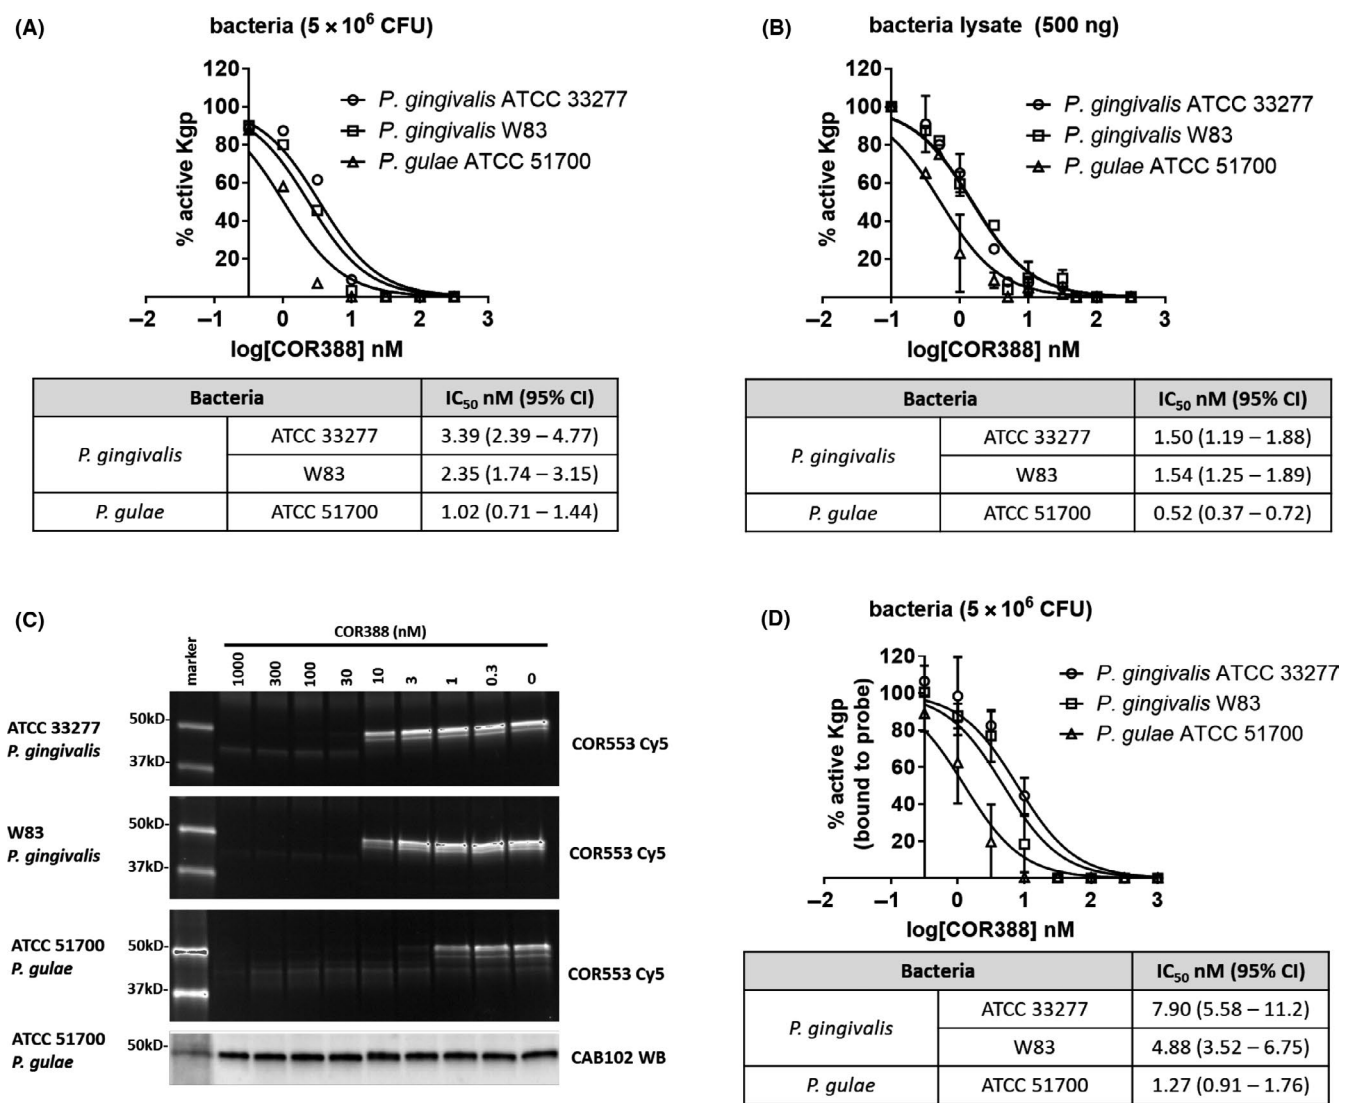 (A)
bacteria (5 × 10⁶ CFU)
% active Kgp
120
100
80
60
40
20
–2 –1 0 1 2 3
log[COR388] nM
P. gingivalis ATCC 33277
P. gingivalis W83
P. gulae ATCC 51700
Bacteria IC₅₀ nM (95% CI)
P. gingivalis ATCC 33277 3.39 (2.39 – 4.77)
W83 2.35 (1.74 – 3.15)
P. gulae ATCC 51700 1.02 (0.71 – 1.44)
(B)
bacteria lysate (500 ng)
% active Kgp
120
100
80
60
40
20
–2 –1 0 1 2 3
log[COR388] nM
P. gingivalis ATCC 33277
P. gingivalis W83
P. gulae ATCC 51700
Bacteria IC₅₀ nM (95% CI)
P. gingivalis ATCC 33277 1.50 (1.19 – 1.88)
W83 1.54 (1.25 – 1.89)
P. gulae ATCC 51700 0.52 (0.37 – 0.72)
(C)
COR388 (nM)
marker 1000 300 100 30 10 3 1 0.3 0
ATCC 33277
P. gingivalis
50kD-
37kD-
COR553 Cy5
W83
P. gingivalis
50kD-
37kD-
COR553 Cy5
ATCC 51700
P. gulae
50kD-
37kD-
COR553 Cy5
ATCC 51700
P. gulae
50kD-
CAB102 WB
(D)
bacteria (5 × 10⁶ CFU)
% active Kgp
(bound to probe)
120
100
80
60
40
20
–2 –1 0 1 2 3
log[COR388] nM
P. gingivalis ATCC 33277
P. gingivalis W83
P. gulae ATCC 51700
Bacteria IC₅₀ nM (95% CI)
P. gingivalis ATCC 33277 7.90 (5.58 – 11.2)
W83 4.88 (3.52 – 6.75)
P. gulae ATCC 51700 1.27 (0.91 – 1.76)